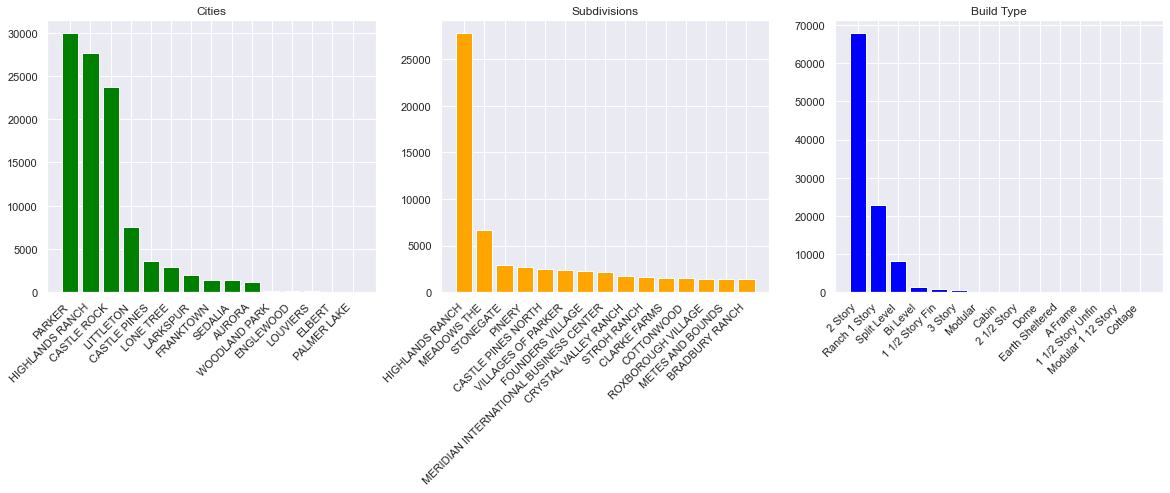 Cities
30000
25000
20000
15000
10000
5000
0
PARKER
HIGHLANDS RANCH
CASTLE ROCK
LITTLETON
CASTLE PINES
LONE TREE
LARKSPUR
FRANKTOWN
SEDALIA
AURORA
WOODLAND PARK
ENGLEWOOD
LOUVIERS
ELBERT
PALMER LAKE
Subdivisions
25000
20000
15000
10000
5000
0
HIGHLANDS RANCH
MEADOWS THE
STONEGATE
PINERY
CASTLE PINES NORTH
VILLAGES OF PARKER
FOUNDERS VILLAGE
MERIDIAN INTERNATIONAL BUSINESS CENTER
CRYSTAL VALLEY RANCH
STROH RANCH
CLARKE FARMS
COTTONWOOD
ROXBOROUGH VILLAGE
METES AND BOUNDS
BRADBURY RANCH
Build Type
70000
60000
50000
40000
30000
20000
10000
0
2 Story
Ranch 1 Story
Split Level
Bi Level
1 1/2 Story Fin
3 Story
Modular
Cabin
2 1/2 Story
Dome
Earth Sheltered
A Frame
1 1/2 Story Unfin
Modular 1 1/2 Story
Cottage